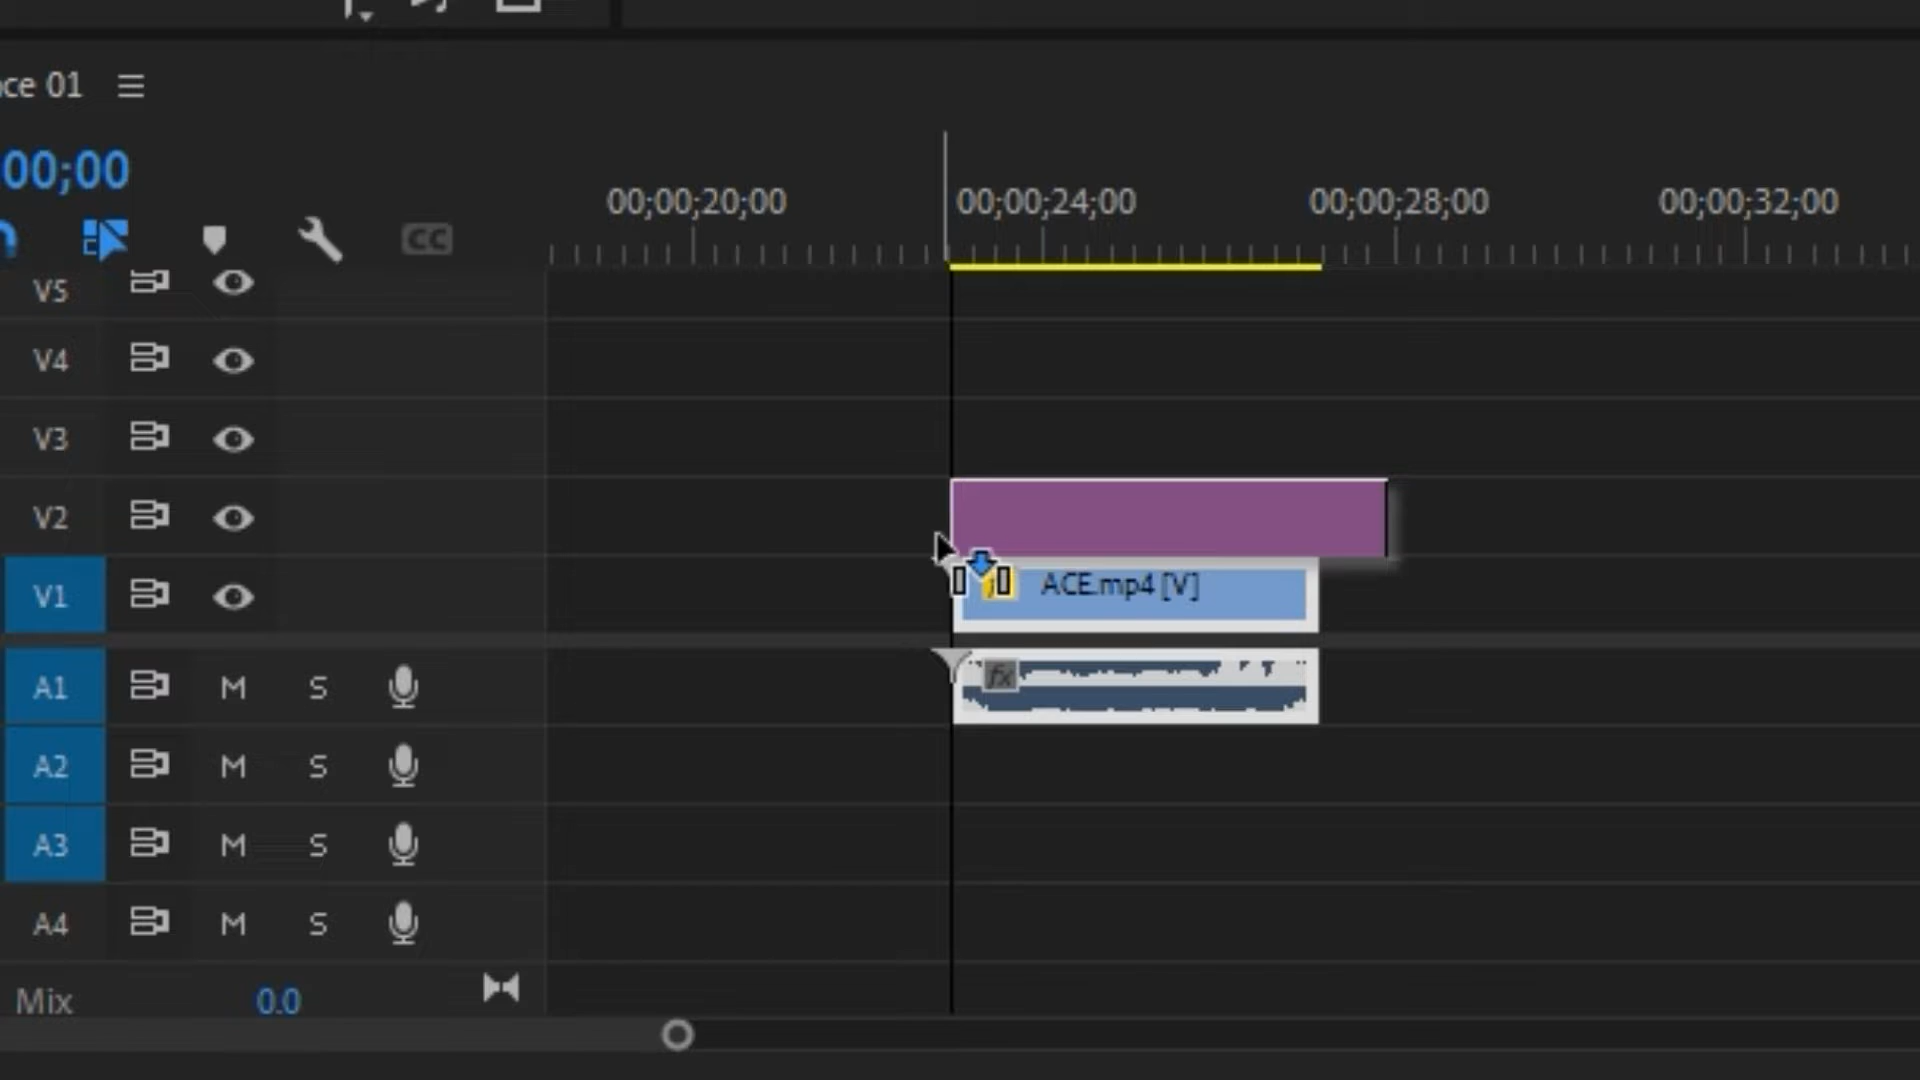 ce 01
00;00
00;00;20;00 00;00;24;00 00;00;28;00 00;00;32;00
CC
V5
V4
V3
V2
V1 ACE.mp4 [V]
A1 M S fx
A2 M S
A3 M S
A4 M S
Mix 0.0